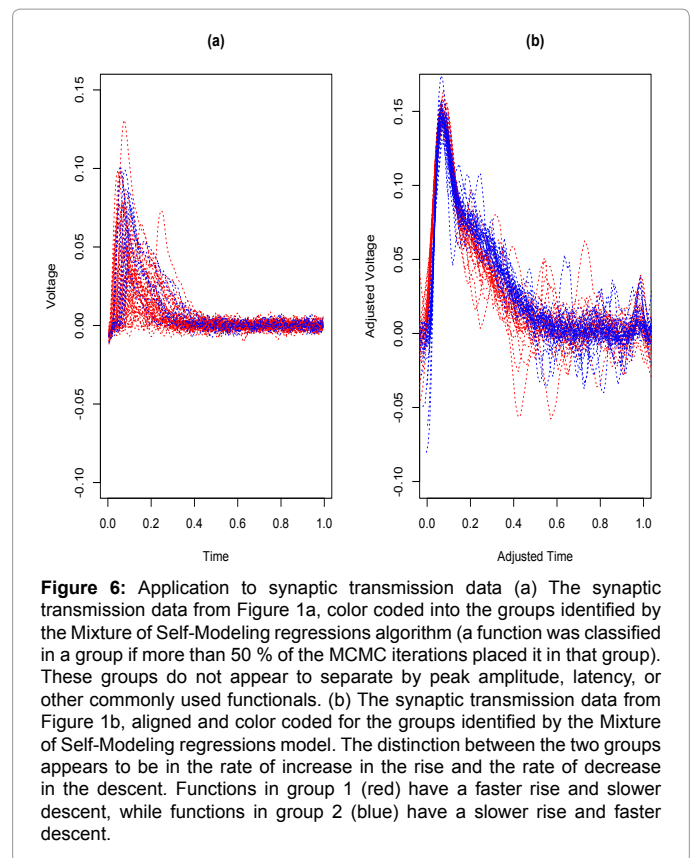 (a)
(b)
0.15
0.10
0.05
0.00
-0.05
-0.10
Voltage
0.0 0.2 0.4 0.6 0.8 1.0
Time
0.15
0.10
0.05
0.00
-0.05
-0.10
Adjusted Voltage
0.0 0.2 0.4 0.6 0.8 1.0
Adjusted Time
Figure 6: Application to synaptic transmission data (a) The synaptic
transmission data from Figure 1a, color coded into the groups identified by
the Mixture of Self-Modeling regressions algorithm (a function was classified
in a group if more than 50 % of the MCMC iterations placed it in that group).
These groups do not appear to separate by peak amplitude, latency, or
other commonly used functionals. (b) The synaptic transmission data from
Figure 1b, aligned and color coded for the groups identified by the Mixture
of Self-Modeling regressions model. The distinction between the two groups
appears to be in the rate of increase in the rise and the rate of decrease
in the descent. Functions in group 1 (red) have a faster rise and slower
descent, while functions in group 2 (blue) have a slower rise and faster
descent.